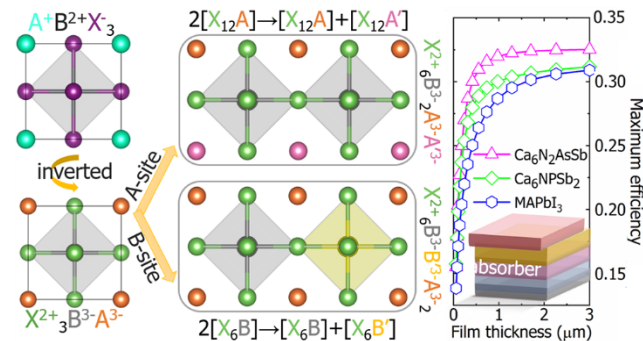 A⁺B²⁺X⁻₃
inverted
X²⁺₃B³⁻A³⁻
A-site
B-site
2[X₁₂A]→[X₁₂A]+[X₁₂A′]
X²⁺₆B³⁻₂A³⁻A′³⁻
X²⁺₆B³⁻B′³⁻A³⁻₂
2[X₆B]→[X₆B]+[X₆B′]
0.35
0.30
0.25
0.20
0.15
Maximum efficiency
Ca₆N₂AsSb
Ca₆NPSb₂
MAPbI₃
absorber
0 1 2 3
Film thickness (μm)